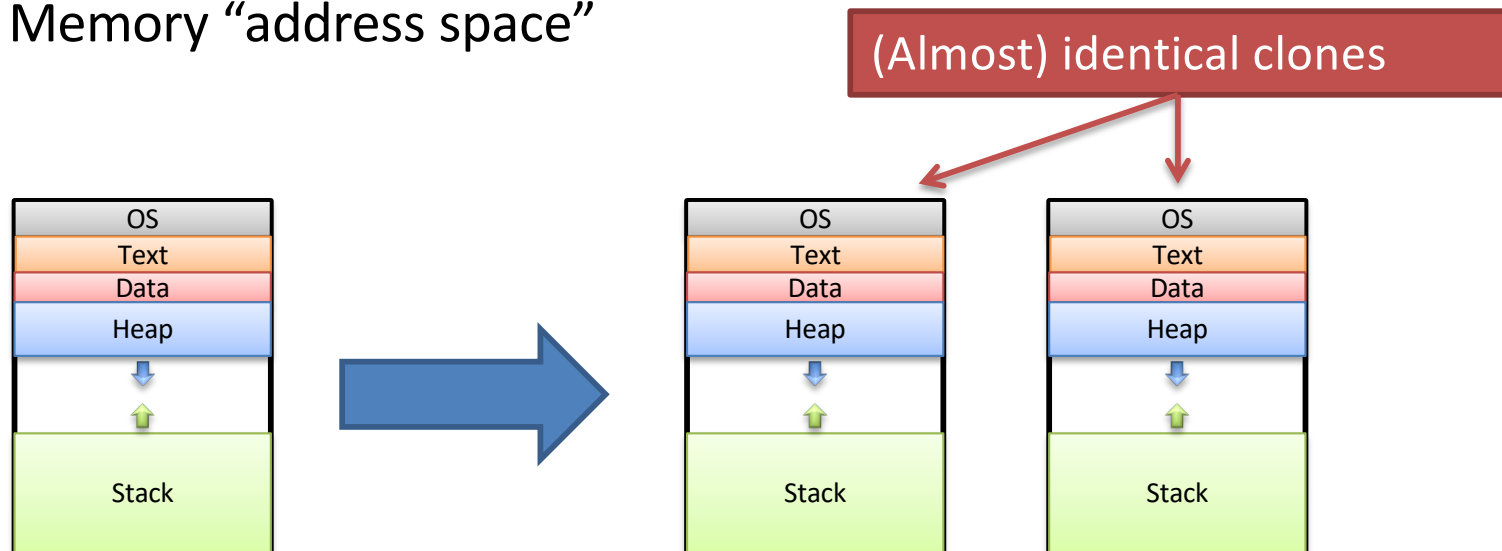 Memory “address space”
(Almost) identical clones
OS
Text
Data
Heap
Stack
OS
Text
Data
Heap
Stack
OS
Text
Data
Heap
Stack